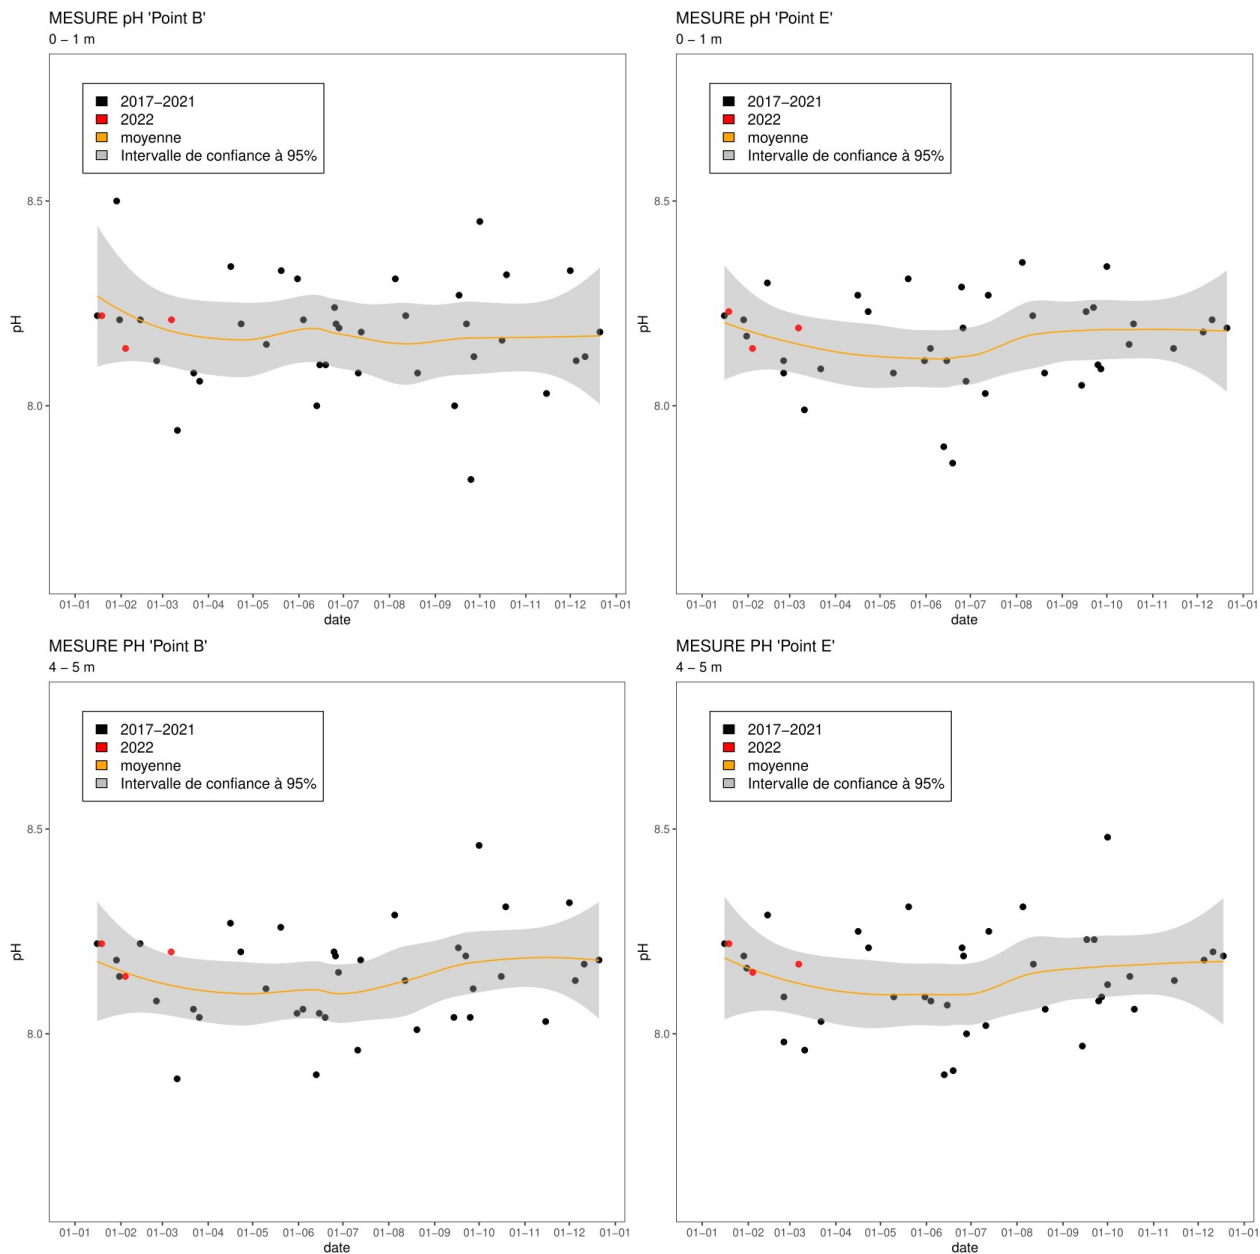 MESURE pH 'Point B'
0 – 1 m
2017–2021
2022
moyenne
Intervalle de confiance à 95%
8.5
8.0
pH
01–01 01–02 01–03 01–04 01–05 01–06 01–07 01–08 01–09 01–10 01–11 01–12 01–01
date
MESURE pH 'Point E'
0 – 1 m
2017–2021
2022
moyenne
Intervalle de confiance à 95%
8.5
8.0
pH
01–01 01–02 01–03 01–04 01–05 01–06 01–07 01–08 01–09 01–10 01–11 01–12 01–01
date
MESURE PH 'Point B'
4 – 5 m
2017–2021
2022
moyenne
Intervalle de confiance à 95%
8.5
8.0
pH
01–01 01–02 01–03 01–04 01–05 01–06 01–07 01–08 01–09 01–10 01–11 01–12 01–01
date
MESURE PH 'Point E'
4 – 5 m
2017–2021
2022
moyenne
Intervalle de confiance à 95%
8.5
8.0
pH
01–01 01–02 01–03 01–04 01–05 01–06 01–07 01–08 01–09 01–10 01–11 01–12 01–01
date